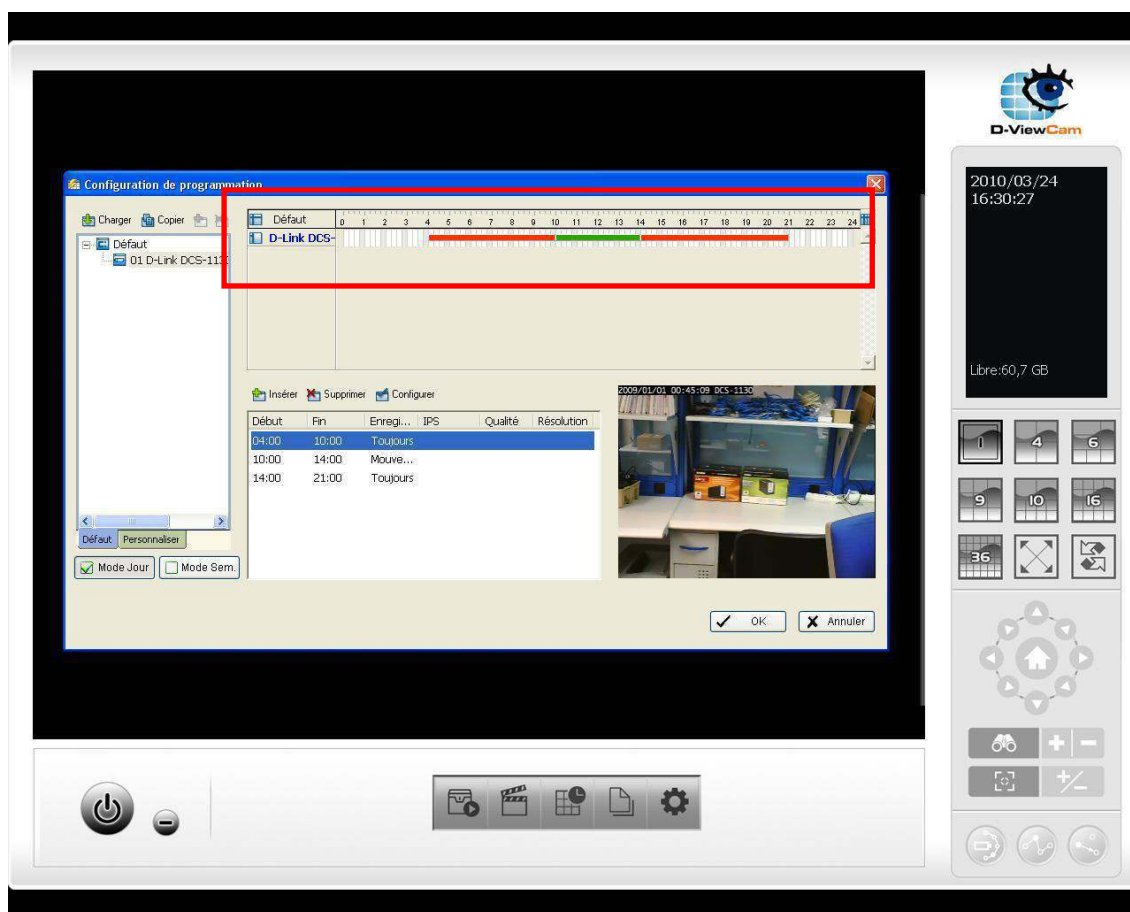 D-ViewCam
2010/03/24
16:30:27
Libre:60,7 GB
Configuration de programmation
Charger Copier
Défaut
01 D-Link DCS-1130
Défaut Personnaliser
Mode Jour Mode Sem.
Défaut 0 1 2 3 4 5 6 7 8 9 10 11 12 13 14 15 16 17 18 19 20 21 22 23 24
D-Link DCS-
Insérer Supprimer Configurer
Début Fin Enregi... IPS Qualité Résolution
04:00 10:00 Toujours
10:00 14:00 Mouve...
14:00 21:00 Toujours
2009/01/01 00:45:09 DCS-1130
OK Annuler
1 4 6
9 10 16
36